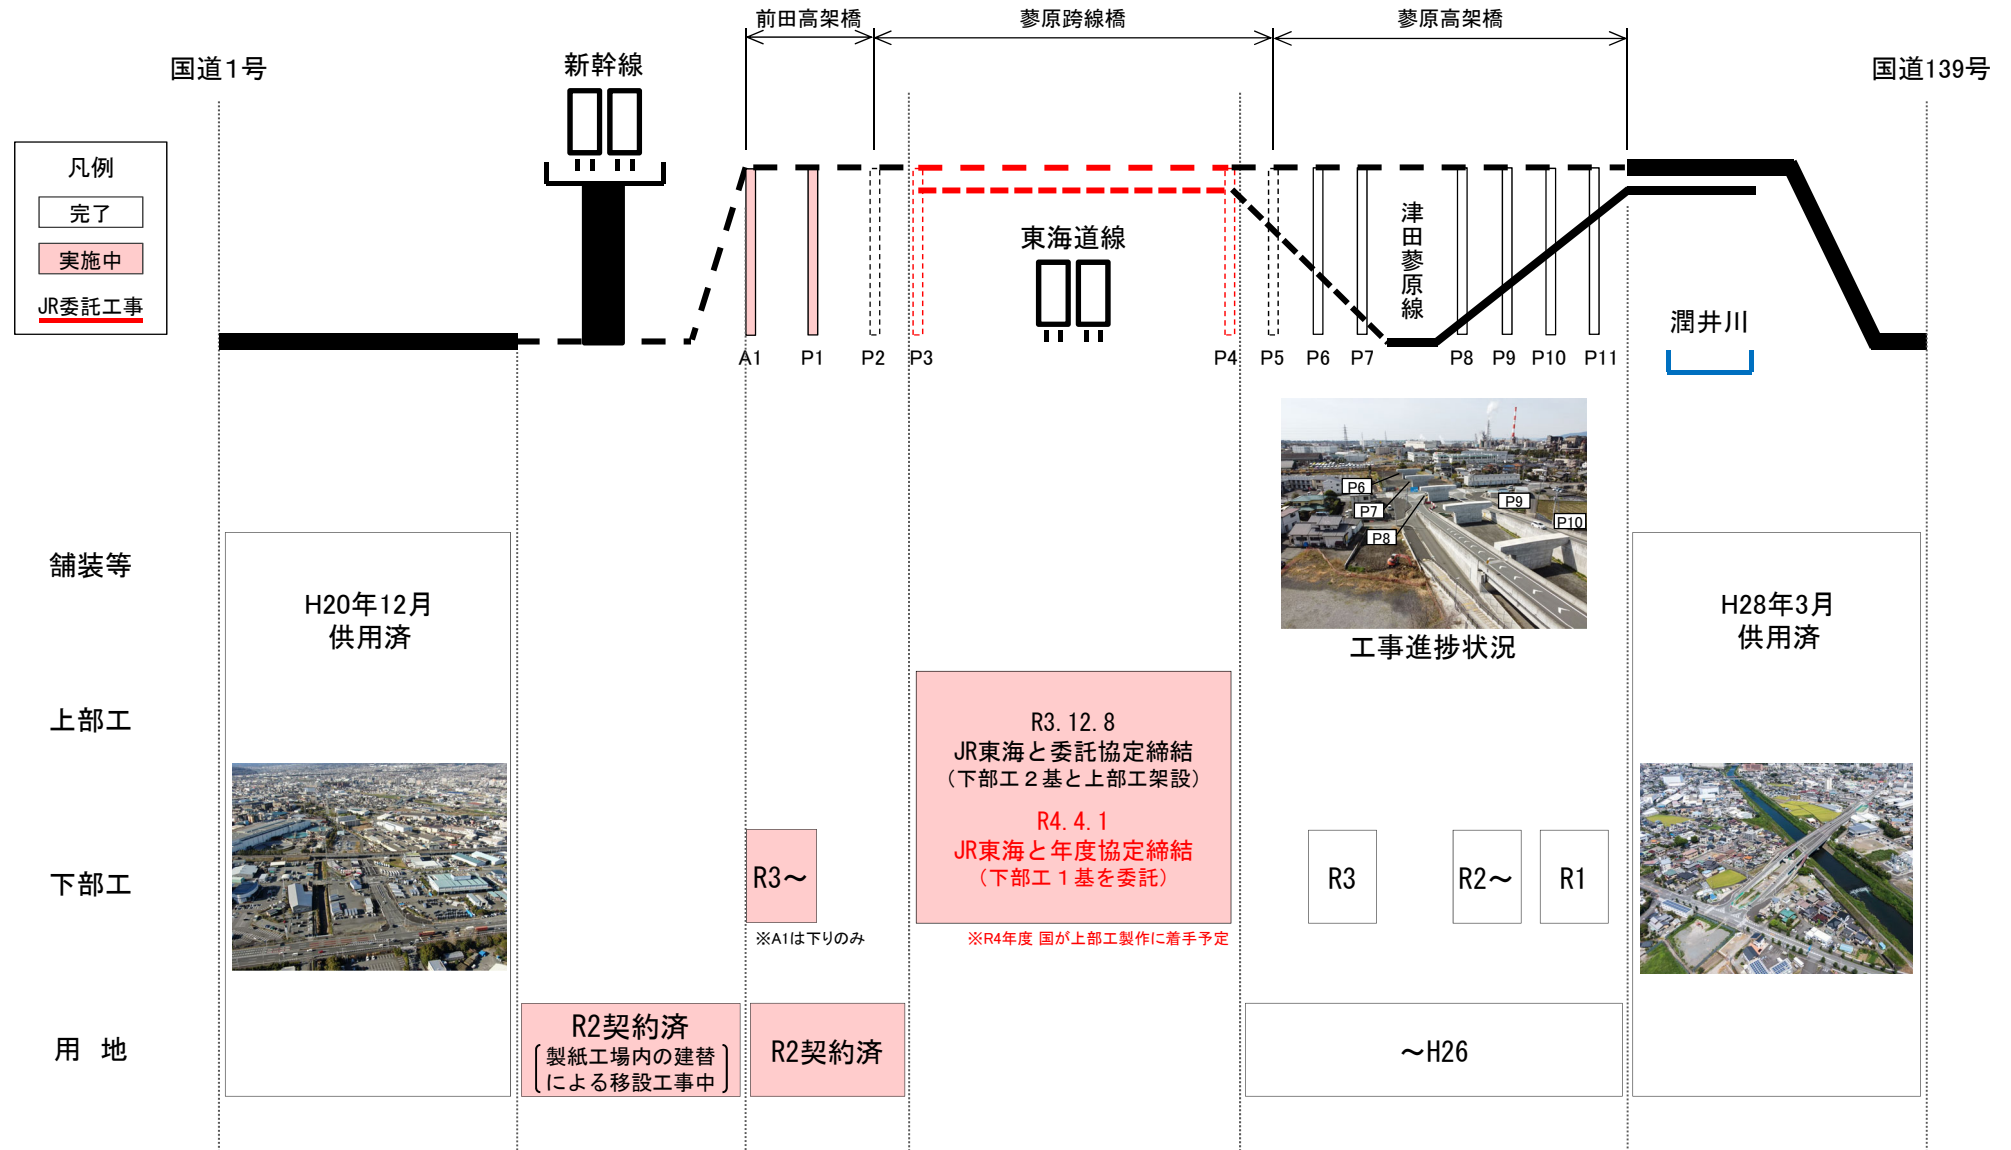 前田高架橋
蓼原跨線橋
蓼原高架橋
国道1号
新幹線
国道139号
凡例
完了
実施中
JR委託工事
東海道線
津田蓼原線
潤井川
A1
P1
P2
P3
P4
P5
P6
P7
P8
P9
P10
P11
P6
P7
P8
P9
P10
工事進捗状況
舗装等
H20年12月
供用済
H28年3月
供用済
上部工
R3.12.8
JR東海と委託協定締結
（下部工２基と上部工架設）
R4.4.1
JR東海と年度協定締結
（下部工１基を委託）
下部工
R3～
R3
R2～
R1
※A1は下りのみ
※R4年度 国が上部工製作に着手予定
用 地
R2契約済
製紙工場内の建替
による移設工事中
R2契約済
～H26